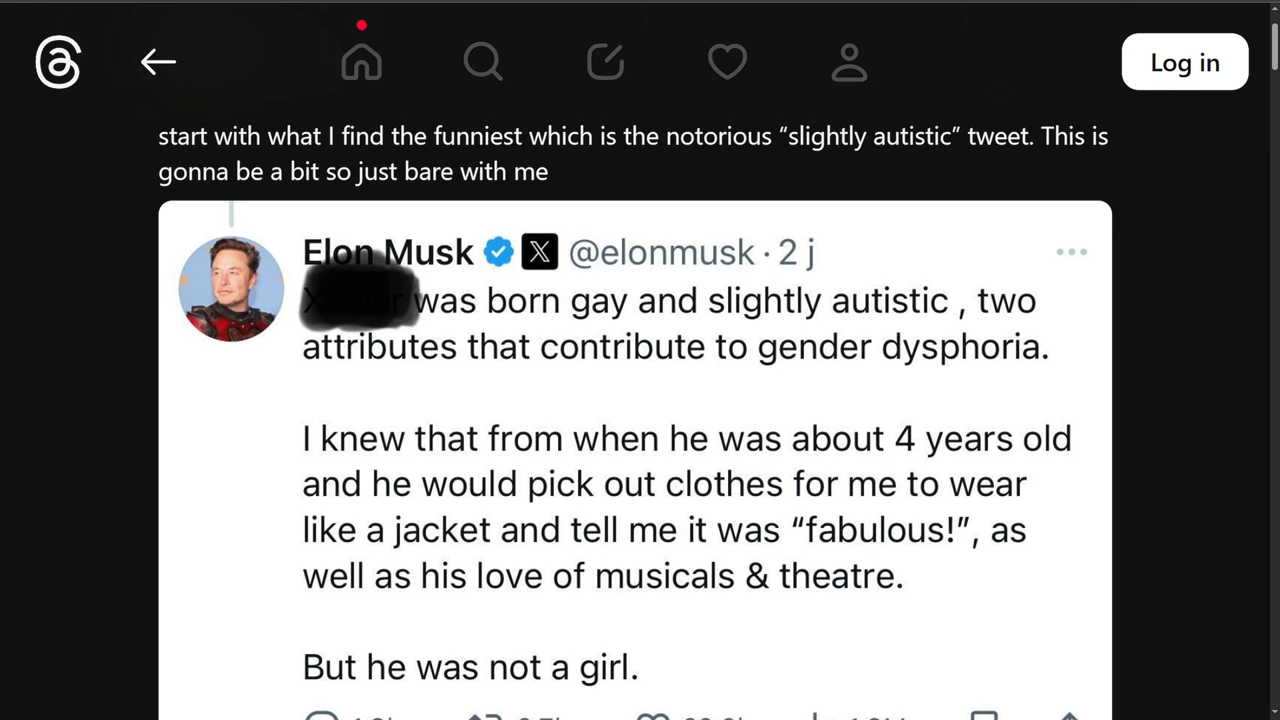 Log in
start with what I find the funniest which is the notorious “slightly autistic” tweet. This is
gonna be a bit so just bare with me
Elon Musk @elonmusk · 2 j
was born gay and slightly autistic , two
attributes that contribute to gender dysphoria.
I knew that from when he was about 4 years old
and he would pick out clothes for me to wear
like a jacket and tell me it was “fabulous!”, as
well as his love of musicals & theatre.
But he was not a girl.